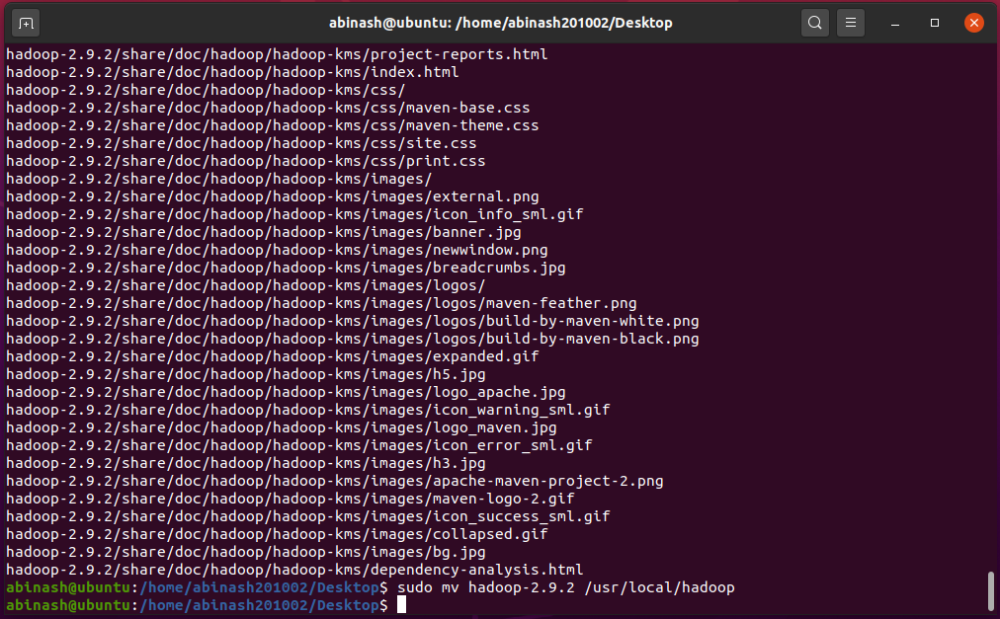 abinash@ubuntu: /home/abinash201002/Desktop
hadoop-2.9.2/share/doc/hadoop/hadoop-kms/project-reports.html
hadoop-2.9.2/share/doc/hadoop/hadoop-kms/index.html
hadoop-2.9.2/share/doc/hadoop/hadoop-kms/css/
hadoop-2.9.2/share/doc/hadoop/hadoop-kms/css/maven-base.css
hadoop-2.9.2/share/doc/hadoop/hadoop-kms/css/maven-theme.css
hadoop-2.9.2/share/doc/hadoop/hadoop-kms/css/site.css
hadoop-2.9.2/share/doc/hadoop/hadoop-kms/css/print.css
hadoop-2.9.2/share/doc/hadoop/hadoop-kms/images/
hadoop-2.9.2/share/doc/hadoop/hadoop-kms/images/external.png
hadoop-2.9.2/share/doc/hadoop/hadoop-kms/images/icon_info_sml.gif
hadoop-2.9.2/share/doc/hadoop/hadoop-kms/images/banner.jpg
hadoop-2.9.2/share/doc/hadoop/hadoop-kms/images/newwindow.png
hadoop-2.9.2/share/doc/hadoop/hadoop-kms/images/breadcrumbs.jpg
hadoop-2.9.2/share/doc/hadoop/hadoop-kms/images/logos/
hadoop-2.9.2/share/doc/hadoop/hadoop-kms/images/logos/maven-feather.png
hadoop-2.9.2/share/doc/hadoop/hadoop-kms/images/logos/build-by-maven-white.png
hadoop-2.9.2/share/doc/hadoop/hadoop-kms/images/logos/build-by-maven-black.png
hadoop-2.9.2/share/doc/hadoop/hadoop-kms/images/expanded.gif
hadoop-2.9.2/share/doc/hadoop/hadoop-kms/images/h5.jpg
hadoop-2.9.2/share/doc/hadoop/hadoop-kms/images/logo_apache.jpg
hadoop-2.9.2/share/doc/hadoop/hadoop-kms/images/icon_warning_sml.gif
hadoop-2.9.2/share/doc/hadoop/hadoop-kms/images/logo_maven.jpg
hadoop-2.9.2/share/doc/hadoop/hadoop-kms/images/icon_error_sml.gif
hadoop-2.9.2/share/doc/hadoop/hadoop-kms/images/h3.jpg
hadoop-2.9.2/share/doc/hadoop/hadoop-kms/images/apache-maven-project-2.png
hadoop-2.9.2/share/doc/hadoop/hadoop-kms/images/maven-logo-2.gif
hadoop-2.9.2/share/doc/hadoop/hadoop-kms/images/icon_success_sml.gif
hadoop-2.9.2/share/doc/hadoop/hadoop-kms/images/collapsed.gif
hadoop-2.9.2/share/doc/hadoop/hadoop-kms/images/bg.jpg
hadoop-2.9.2/share/doc/hadoop/hadoop-kms/dependency-analysis.html
abinash@ubuntu:/home/abinash201002/Desktop$ sudo mv hadoop-2.9.2 /usr/local/hadoop
abinash@ubuntu:/home/abinash201002/Desktop$